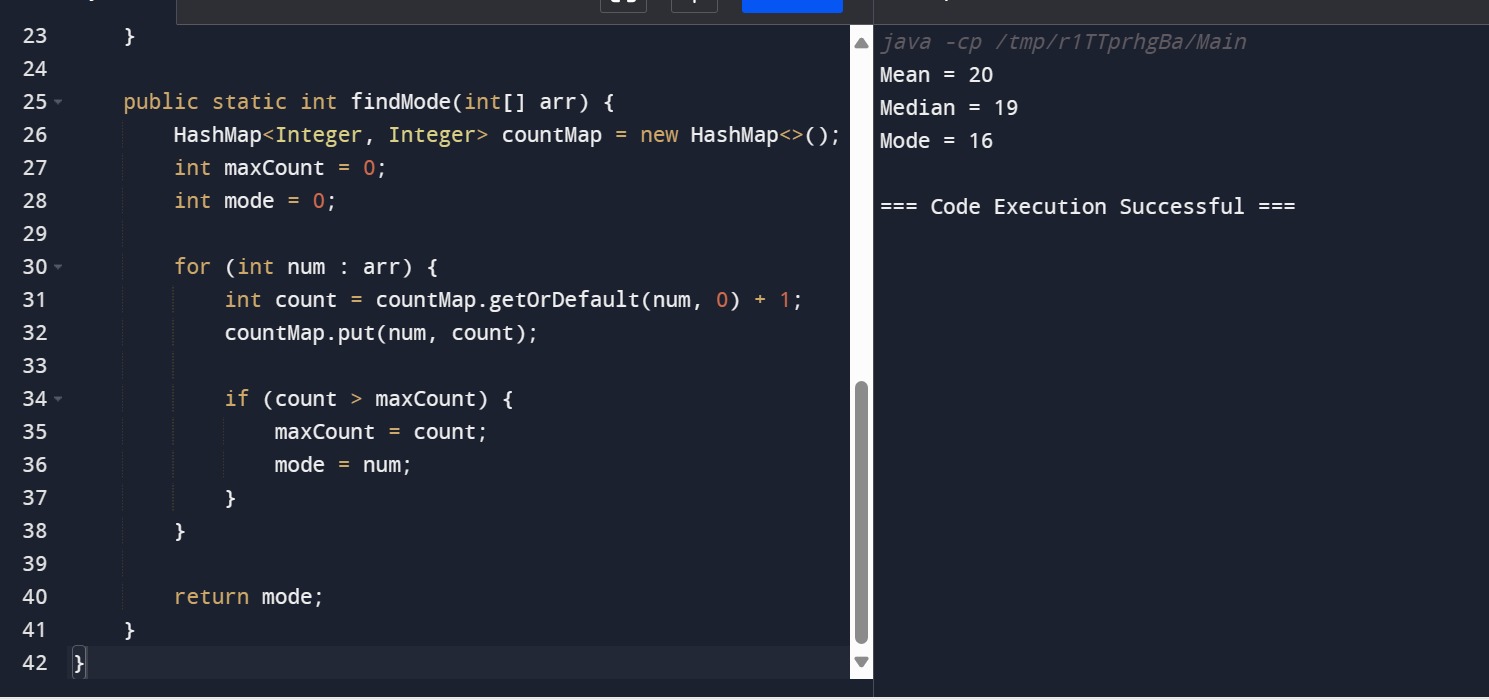 23     }
24
25     public static int findMode(int[] arr) {
26         HashMap<Integer, Integer> countMap = new HashMap<>();
27         int maxCount = 0;
28         int mode = 0;
29
30         for (int num : arr) {
31             int count = countMap.getOrDefault(num, 0) + 1;
32             countMap.put(num, count);
33
34             if (count > maxCount) {
35                 maxCount = count;
36                 mode = num;
37             }
38         }
39
40         return mode;
41     }
42 }
java -cp /tmp/r1TTprhgBa/Main
Mean = 20
Median = 19
Mode = 16
=== Code Execution Successful ===